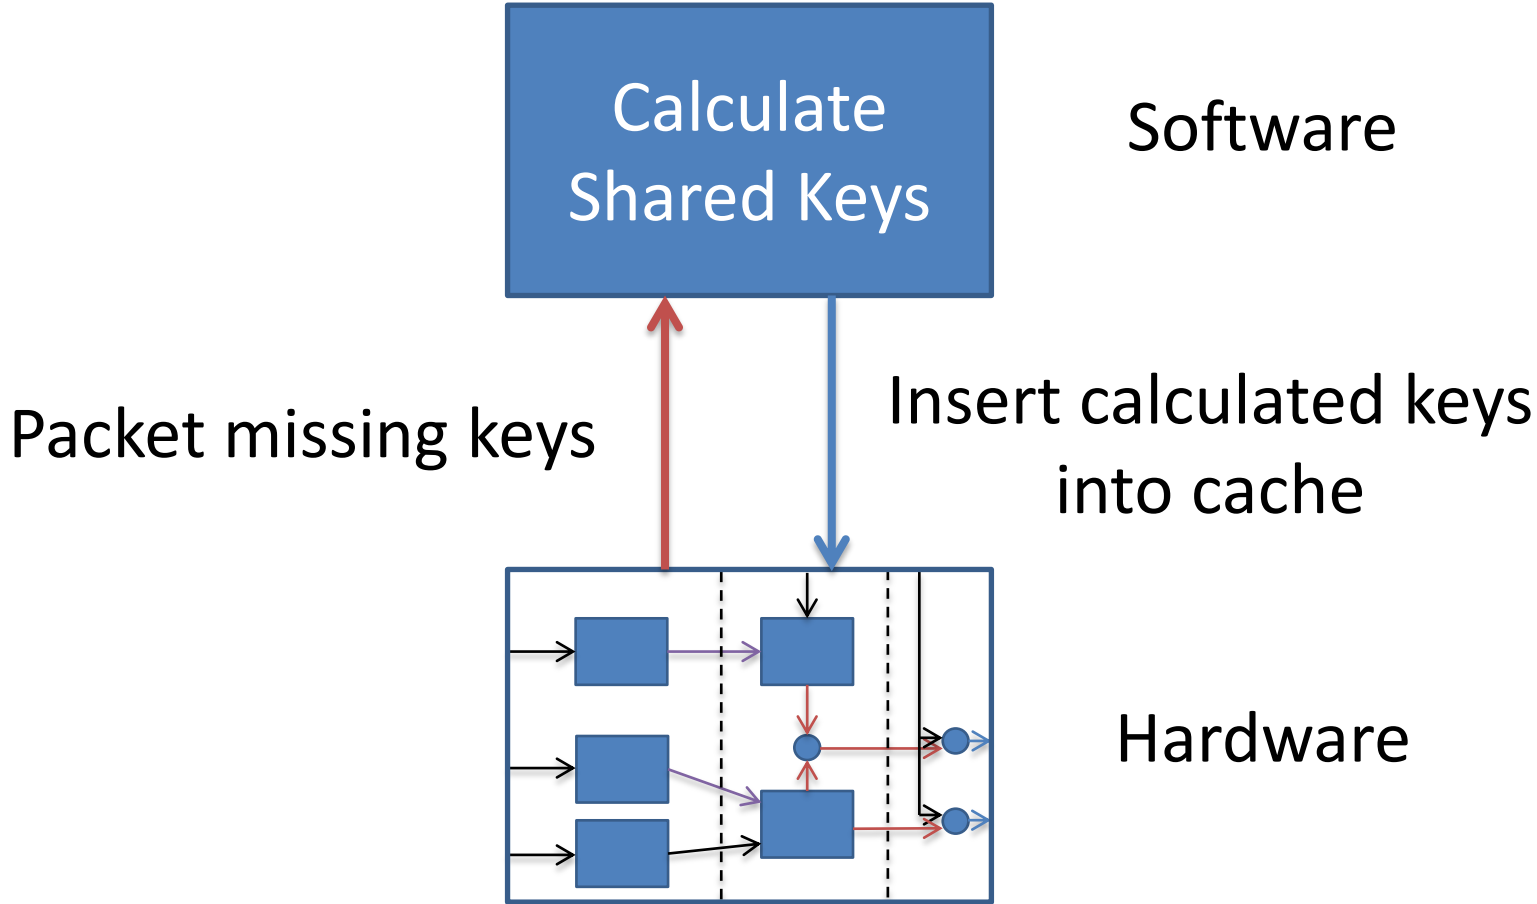 Calculate
Shared Keys
Software
Packet missing keys
Insert calculated keys
into cache
Hardware